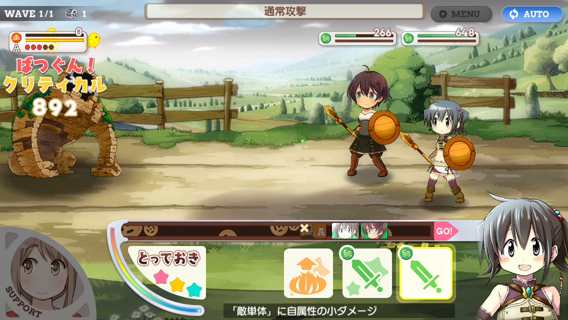 WAVE 1/1 1
通常攻撃
MENU
AUTO
0
A
266
648
ばつぐん!
クリティカル
892
GO!
とっておき
SUPPORT
「敵単体」に自属性の小ダメージ